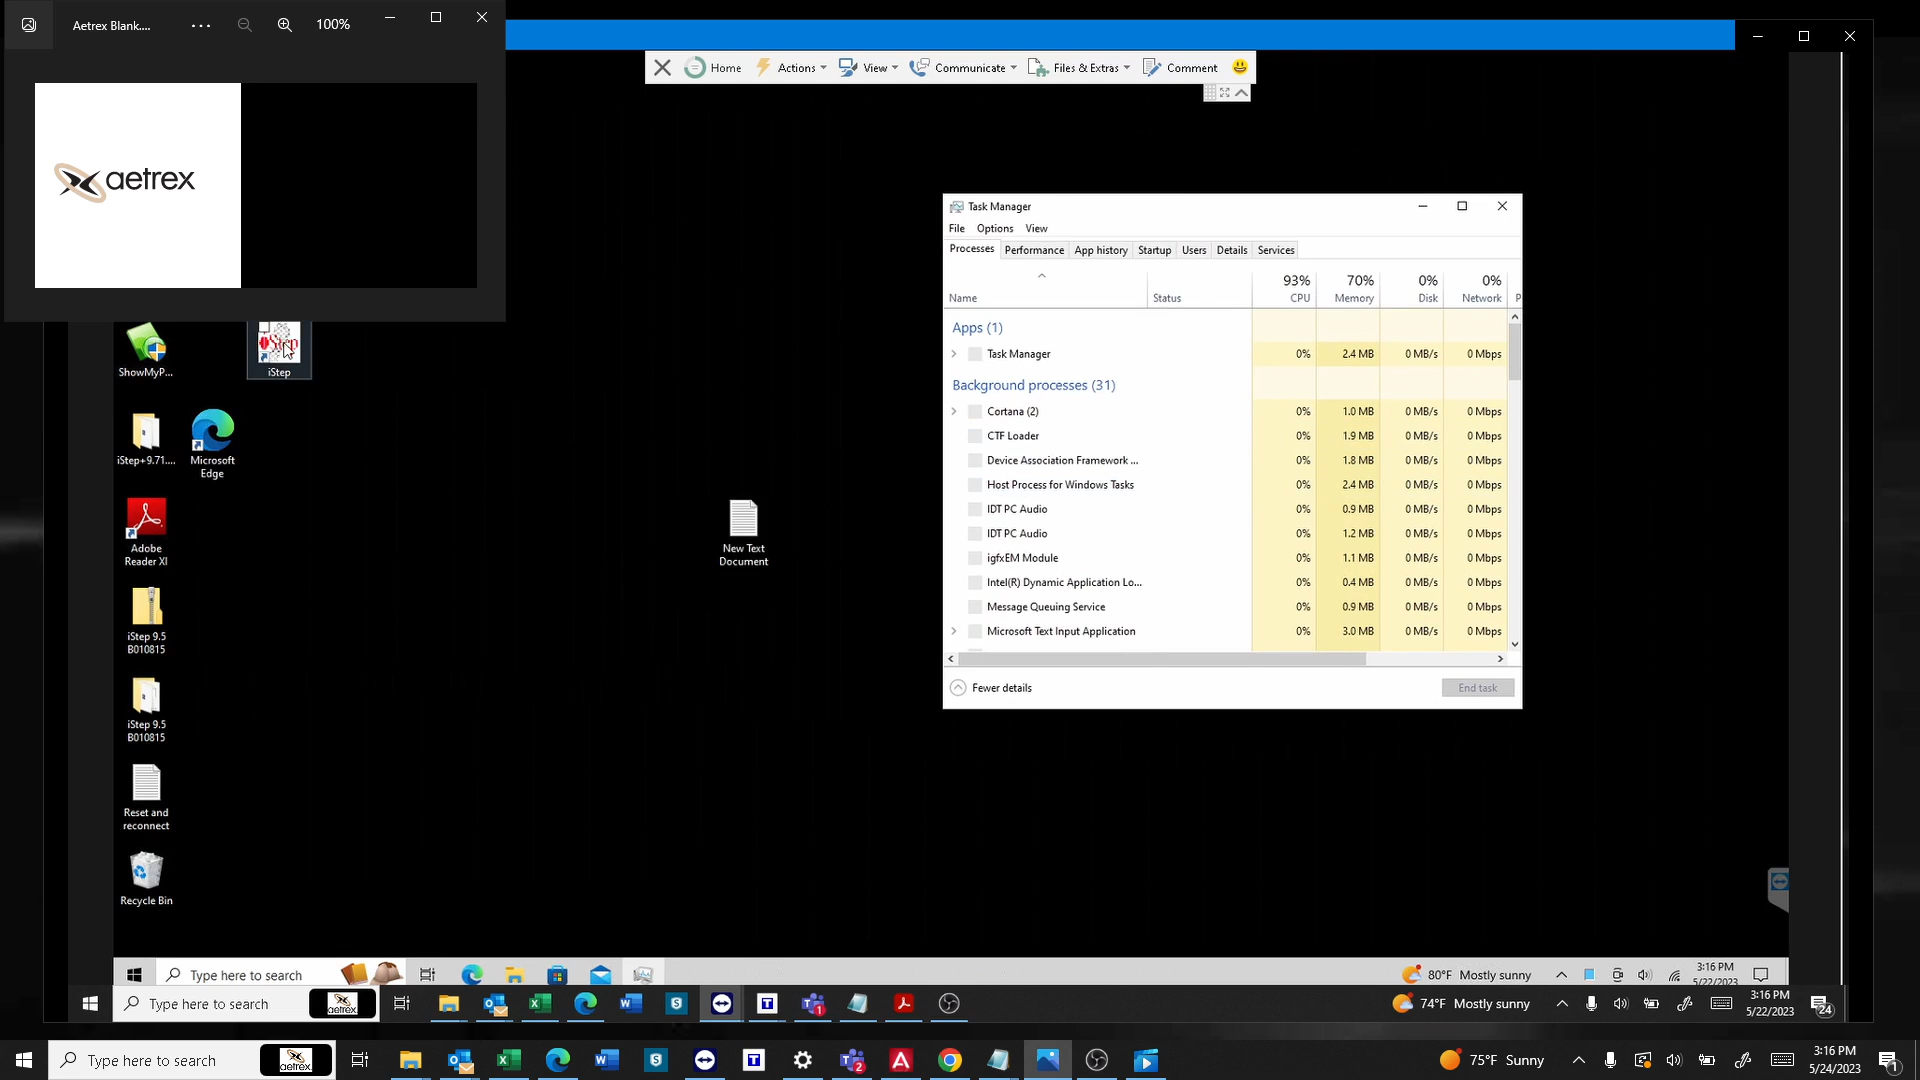 Aetrex Blank....
100%
aetrex
Home
Actions
View
Communicate
Files & Extras
Comment
Task Manager
File Options View
Processes Performance App history Startup Users Details Services
93% 70% 0% 0%
Name Status CPU Memory Disk Network P
Apps (1)
Task Manager 0% 2.4 MB 0 MB/s 0 Mbps
Background processes (31)
Cortana (2) 0% 1.0 MB 0 MB/s 0 Mbps
CTF Loader 0% 1.9 MB 0 MB/s 0 Mbps
Device Association Framework ... 0% 1.8 MB 0 MB/s 0 Mbps
Host Process for Windows Tasks 0% 2.4 MB 0 MB/s 0 Mbps
IDT PC Audio 0% 0.9 MB 0 MB/s 0 Mbps
IDT PC Audio 0% 1.2 MB 0 MB/s 0 Mbps
igfxEM Module 0% 1.1 MB 0 MB/s 0 Mbps
Intel(R) Dynamic Application Lo... 0% 0.4 MB 0 MB/s 0 Mbps
Message Queuing Service 0% 0.9 MB 0 MB/s 0 Mbps
Microsoft Text Input Application 0% 3.0 MB 0 MB/s 0 Mbps
Fewer details
End task
ShowMyP...
iStep
iStep
iStep+9.71....
Microsoft
Edge
Adobe
Reader XI
New Text
Document
iStep 9.5
B010815
iStep 9.5
B010815
Reset and
reconnect
Recycle Bin
Type here to search
80°F Mostly sunny
3:16 PM
5/22/2023
Type here to search
aetrex
74°F Mostly sunny
3:16 PM
5/22/2023
24
Type here to search
aetrex
75°F Sunny
3:16 PM
5/24/2023
1